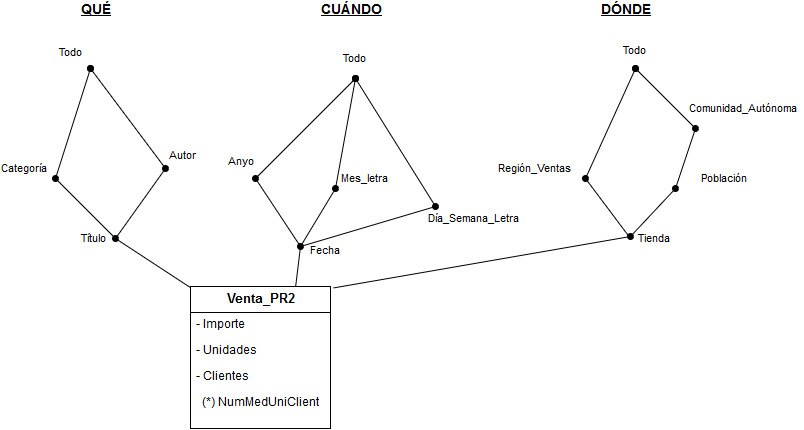 QUÉ
CUÁNDO
DÓNDE
Todo
Categoría
Autor
Título
Todo
Anyo
Mes_letra
Día_Semana_Letra
Fecha
Todo
Comunidad_Autónoma
Región_Ventas
Población
Tienda
Venta_PR2
- Importe
- Unidades
- Clientes
(*) NumMedUniClient